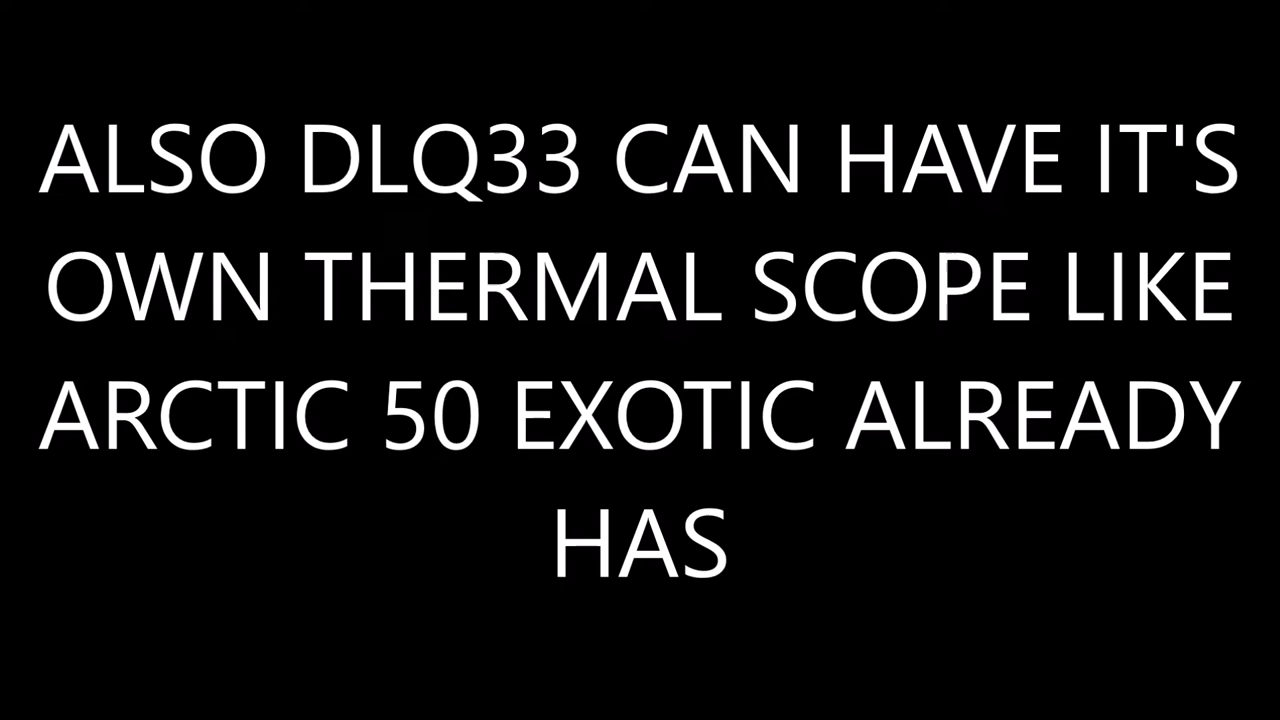 ALSO DLQ33 CAN HAVE IT'S
OWN THERMAL SCOPE LIKE
ARCTIC 50 EXOTIC ALREADY
HAS